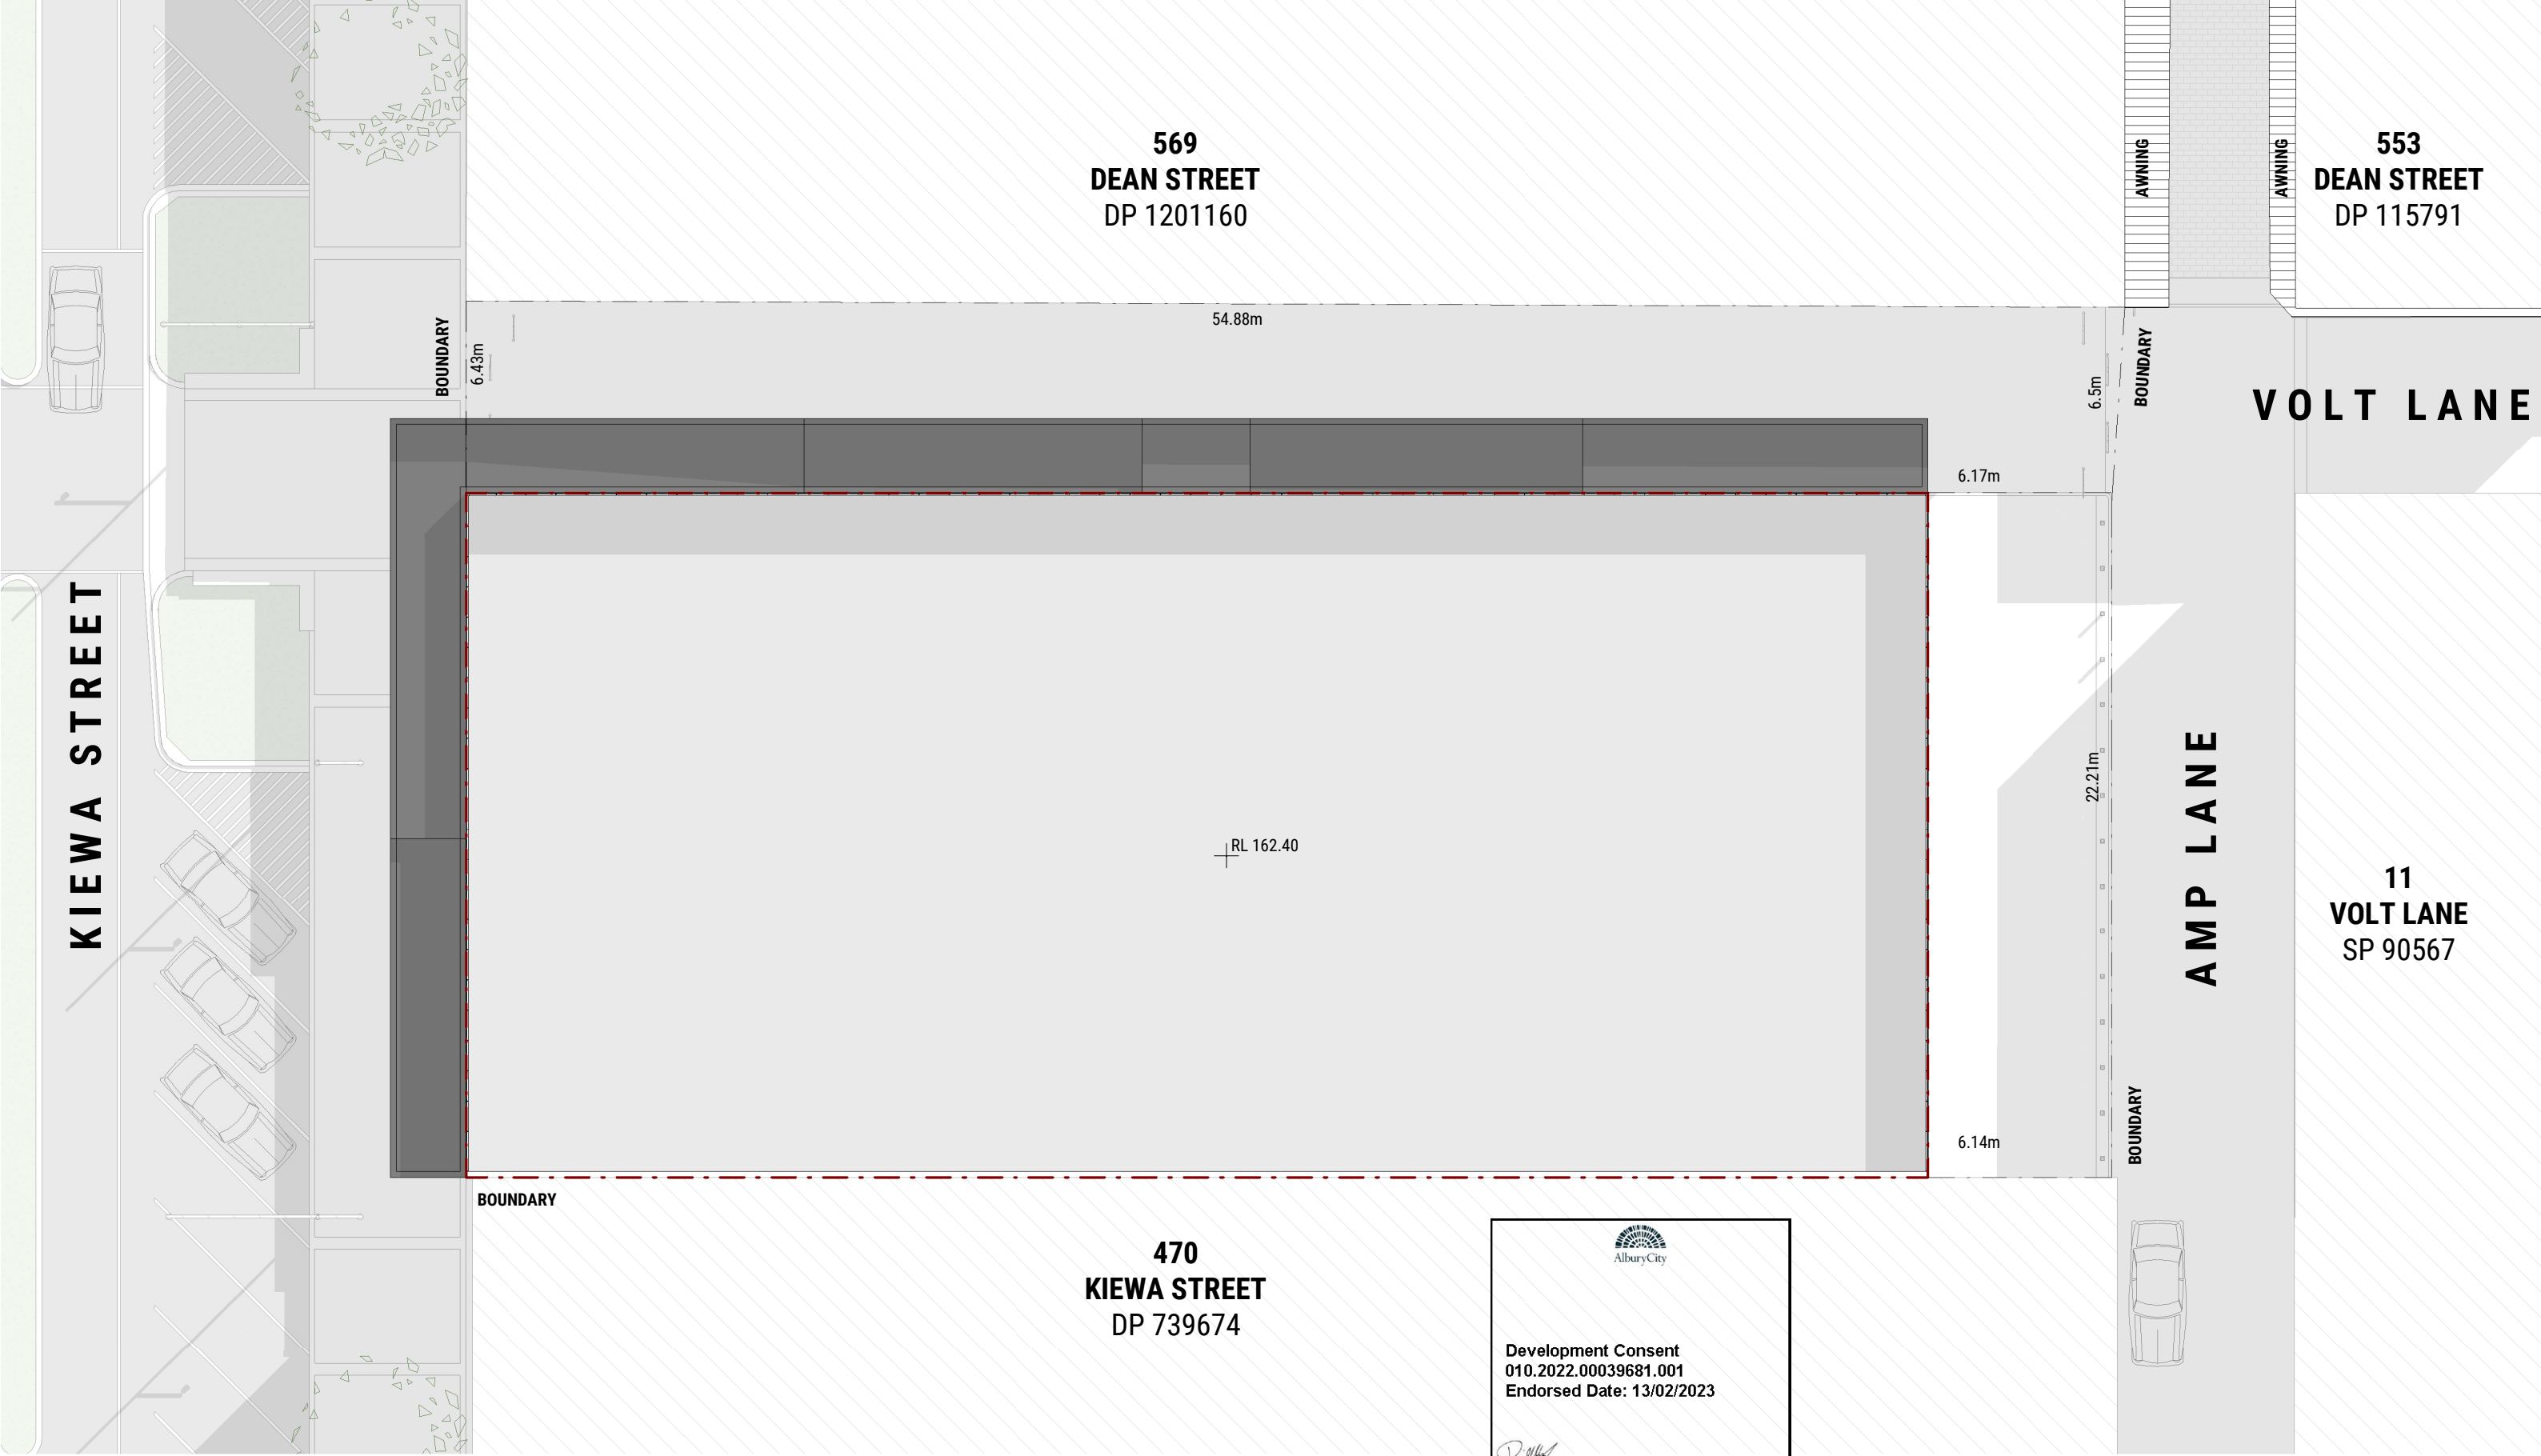 569
DEAN STREET
DP 1201160
AWNING
AWNING
553
DEAN STREET
DP 115791
BOUNDARY
6.43m
54.88m
6.5m
BOUNDARY
VOLT LANE
6.17m
KIEWA STREET
RL 162.40
22.21m
AMP LANE
11
VOLT LANE
SP 90567
6.14m
BOUNDARY
BOUNDARY
470
KIEWA STREET
DP 739674
AlburyCity
Development Consent
010.2022.00039681.001
Endorsed Date: 13/02/2023